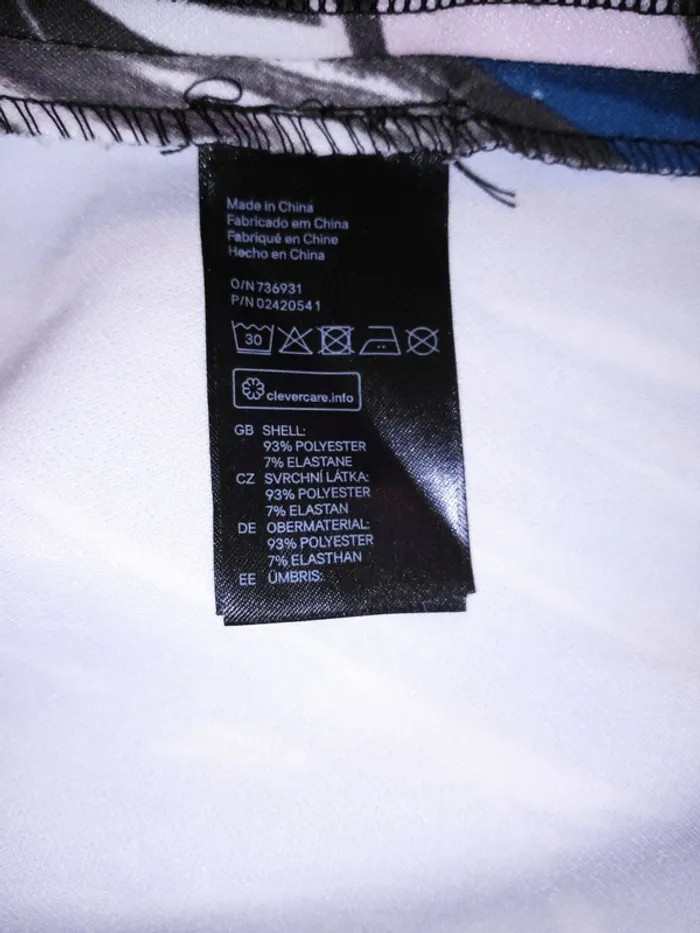 Made in China
Fabricado em China
Fabriqué en Chine
Hecho en China
O/N 736931
P/N 02420541
30
clevercare.info
GB SHELL:
93% POLYESTER
7% ELASTANE
CZ SVRCHNÍ LÁTKA:
93% POLYESTER
7% ELASTAN
DE OBERMATERIAL:
93% POLYESTER
7% ELASTHAN
EE ÜMBRIS: